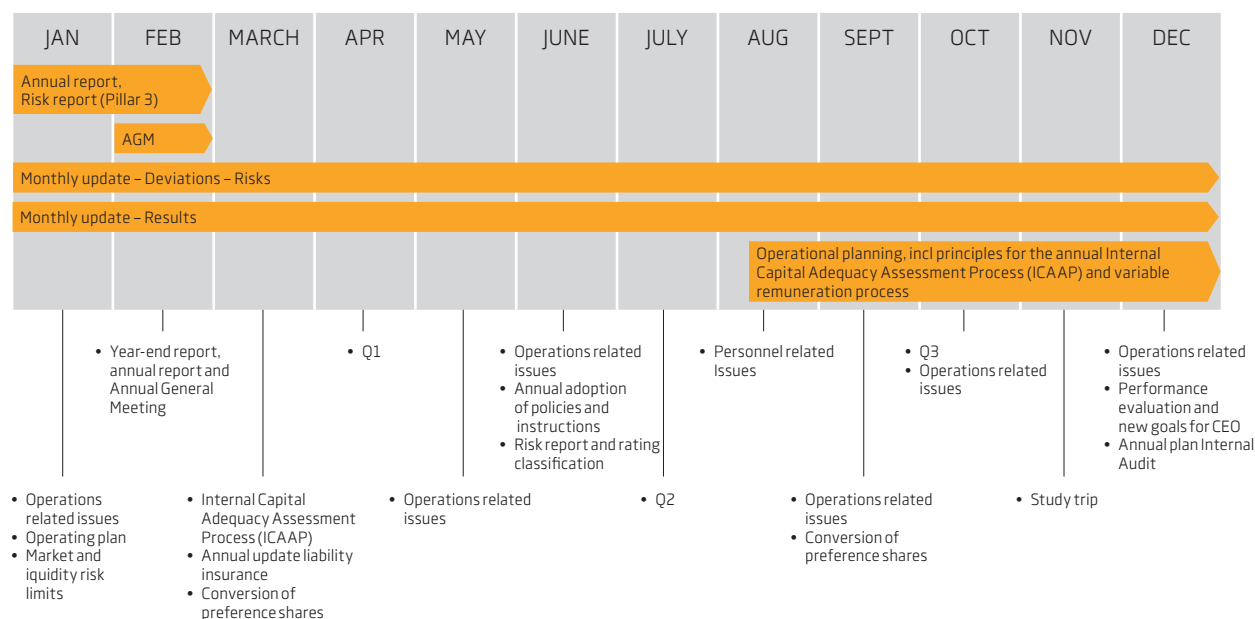 JAN FEB MARCH APR MAY JUNE JULY AUG SEPT OCT NOV DEC
Annual report,
Risk report (Pillar 3)
AGM
Monthly update – Deviations – Risks
Monthly update – Results
Operational planning, incl principles for the annual Internal
Capital Adequacy Assessment Process (ICAAP) and variable
remuneration process
• Year-end report,
annual report and
Annual General
Meeting
• Q1
• Operations related
issues
• Annual adoption
of policies and
instructions
• Risk report and rating
classification
• Personnel related
Issues
• Q3
• Operations related
issues
• Operations related
issues
• Performance
evaluation and
new goals for CEO
• Annual plan Internal
Audit
• Operations
related issues
• Operating plan
• Market and
iquidity risk
limits
• Internal Capital
Adequacy Assessment
Process (ICAAP)
• Annual update liability
insurance
• Conversion of
preference shares
• Operations related
issues
• Q2
• Operations related
issues
• Conversion of
preference shares
• Study trip